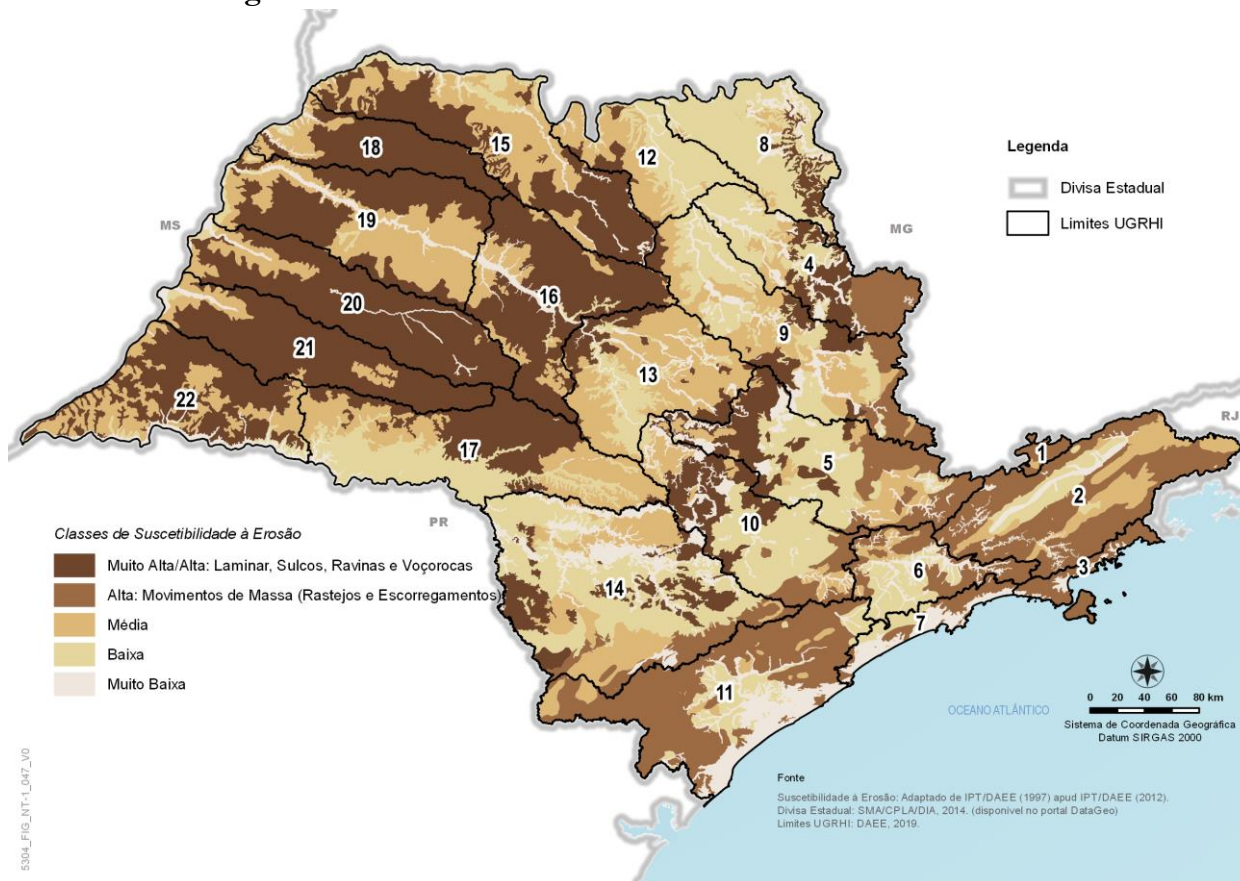 18
15
12
8
Legenda
Divisa Estadual
Limites UGRHI
MS
19
MG
4
20
16
9
21
13
22
17
5
RJ
1
2
PR
10
6
3
14
7
11
Classes de Suscetibilidade à Erosão
Muito Alta/Alta: Laminar, Sulcos, Ravinas e Voçorocas
Alta: Movimentos de Massa (Rastejos e Escorregamentos)
Média
Baixa
Muito Baixa
OCEANO ATLÂNTICO
0 20 40 60 80 km
Sistema de Coordenada Geográfica
Datum SIRGAS 2000
Fonte
Suscetibilidade à Erosão: Adaptado de IPT/DAEE (1997) apud IPT/DAEE (2012).
Divisa Estadual: SMA/CPLA/DIA, 2014. (disponível no portal DataGeo)
Limites UGRHI: DAEE, 2019.
5304_FIG_NT-1_047_V0